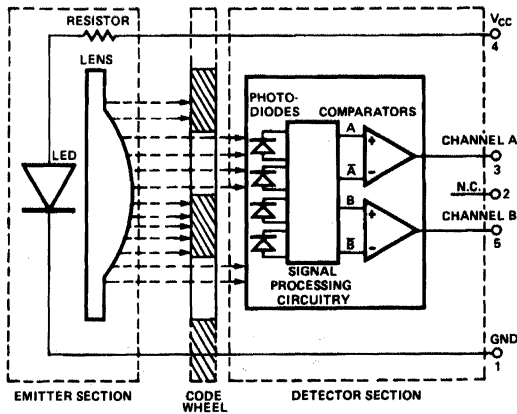 RESISTOR
VCC
4
LENS
LED
PHOTO-
DIODES
COMPARATORS
A
+
CHANNEL A
3
A̅
−
N.C.
2
B
+
CHANNEL B
5
B̅
−
SIGNAL
PROCESSING
CIRCUITRY
GND
1
EMITTER SECTION
CODE
WHEEL
DETECTOR SECTION